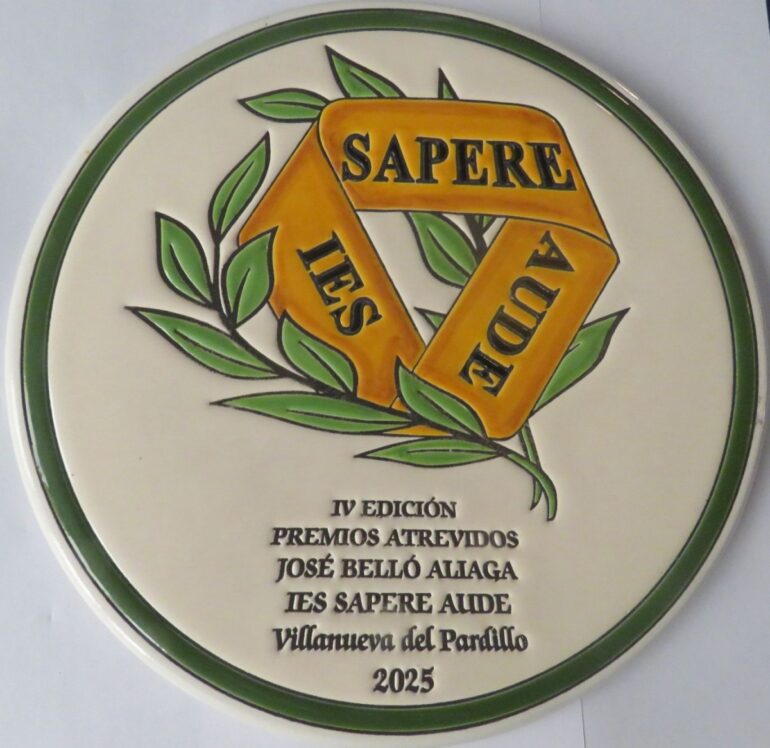 IES
SAPERE
AUDE
IV EDICIÓN
PREMIOS ATREVIDOS
JOSÉ BELLÓ ALIAGA
IES SAPERE AUDE
Villanueva del Pardillo
2025